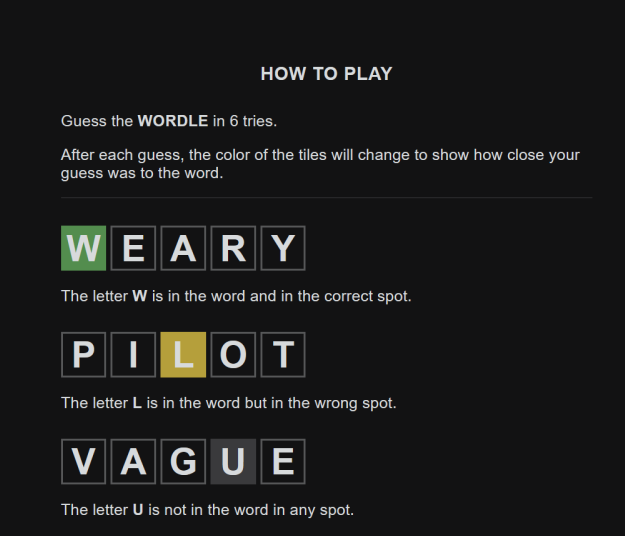 HOW TO PLAY
Guess the WORDLE in 6 tries.
After each guess, the color of the tiles will change to show how close your
guess was to the word.
WEARY
The letter W is in the word and in the correct spot.
PILOT
The letter L is in the word but in the wrong spot.
VAGUE
The letter U is not in the word in any spot.